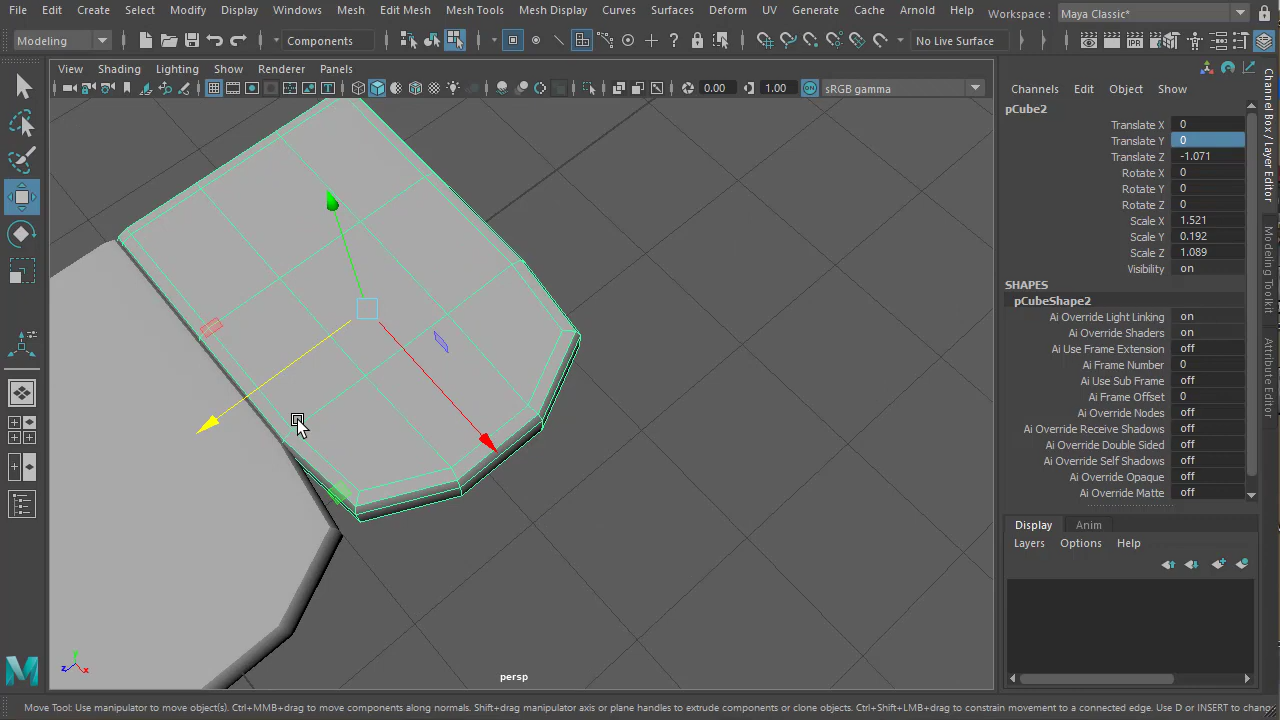 File Edit Create Select Modify Display Windows Mesh Edit Mesh Mesh Tools Mesh Display Curves Surfaces Deform UV Generate Cache Arnold Help Workspace : Maya Classic*
Modeling Components No Live Surface
View Shading Lighting Show Renderer Panels
0.00 1.00 ON sRGB gamma
Channels Edit Object Show
pCube2
Translate X 0
Translate Y 0
Translate Z -1.071
Rotate X 0
Rotate Y 0
Rotate Z 0
Scale X 1.521
Scale Y 0.192
Scale Z 1.089
Visibility on
SHAPES
pCubeShape2
Ai Override Light Linking on
Ai Override Shaders on
Ai Use Frame Extension off
Ai Frame Number 0
Ai Use Sub Frame off
Ai Frame Offset 0
Ai Override Nodes off
Ai Override Receive Shadows off
Ai Override Double Sided off
Ai Override Self Shadows off
Ai Override Opaque off
Ai Override Matte off
Display Anim
Layers Options Help
Channel Box / Layer Editor
Modeling Toolkit
Attribute Editor
y
z x
persp
M
Move Tool: Use manipulator to move object(s). Ctrl+MMB+drag to move components along normals. Shift+drag manipulator axis or plane handles to extrude components or clone objects. Ctrl+Shift+LMB+drag to constrain movement to a connected edge. Use D or INSERT to